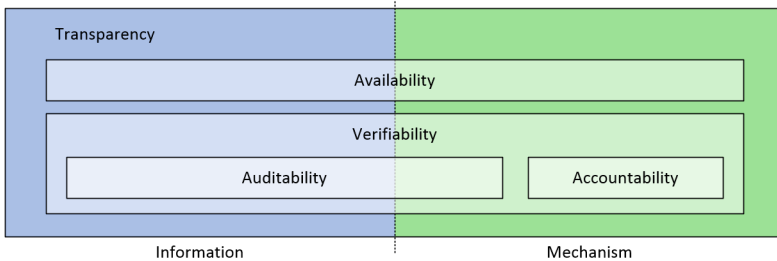 Transparency
Availability
Verifiability
Auditability
Accountability
Information
Mechanism